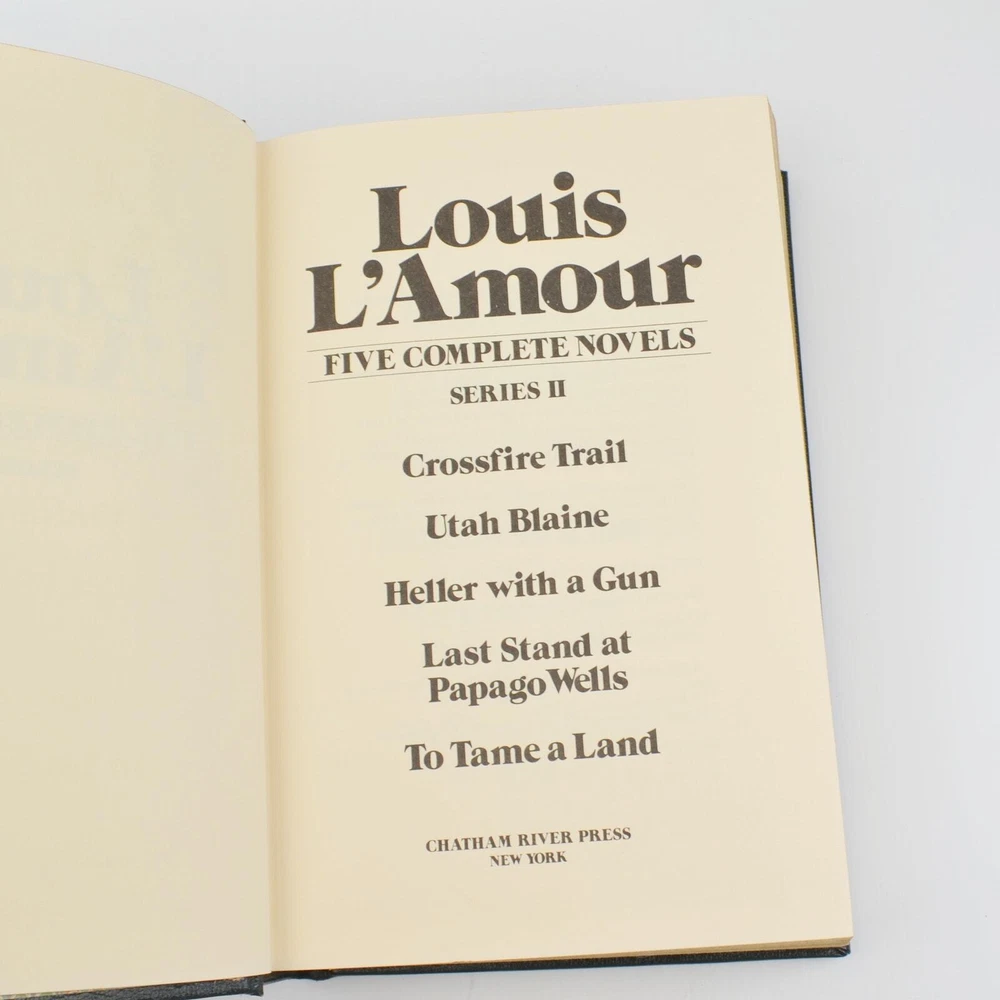 Louis
L'Amour
FIVE COMPLETE NOVELS
SERIES II
Crossfire Trail
Utah Blaine
Heller with a Gun
Last Stand at
Papago Wells
To Tame a Land
CHATHAM RIVER PRESS
NEW YORK